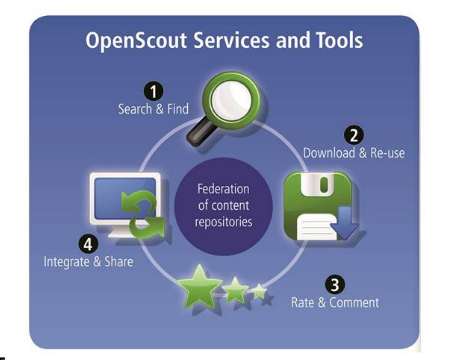 OpenScout Services and Tools
1
Search & Find
2
Download & Re-use
Federation
of content
repositories
4
Integrate & Share
3
Rate & Comment